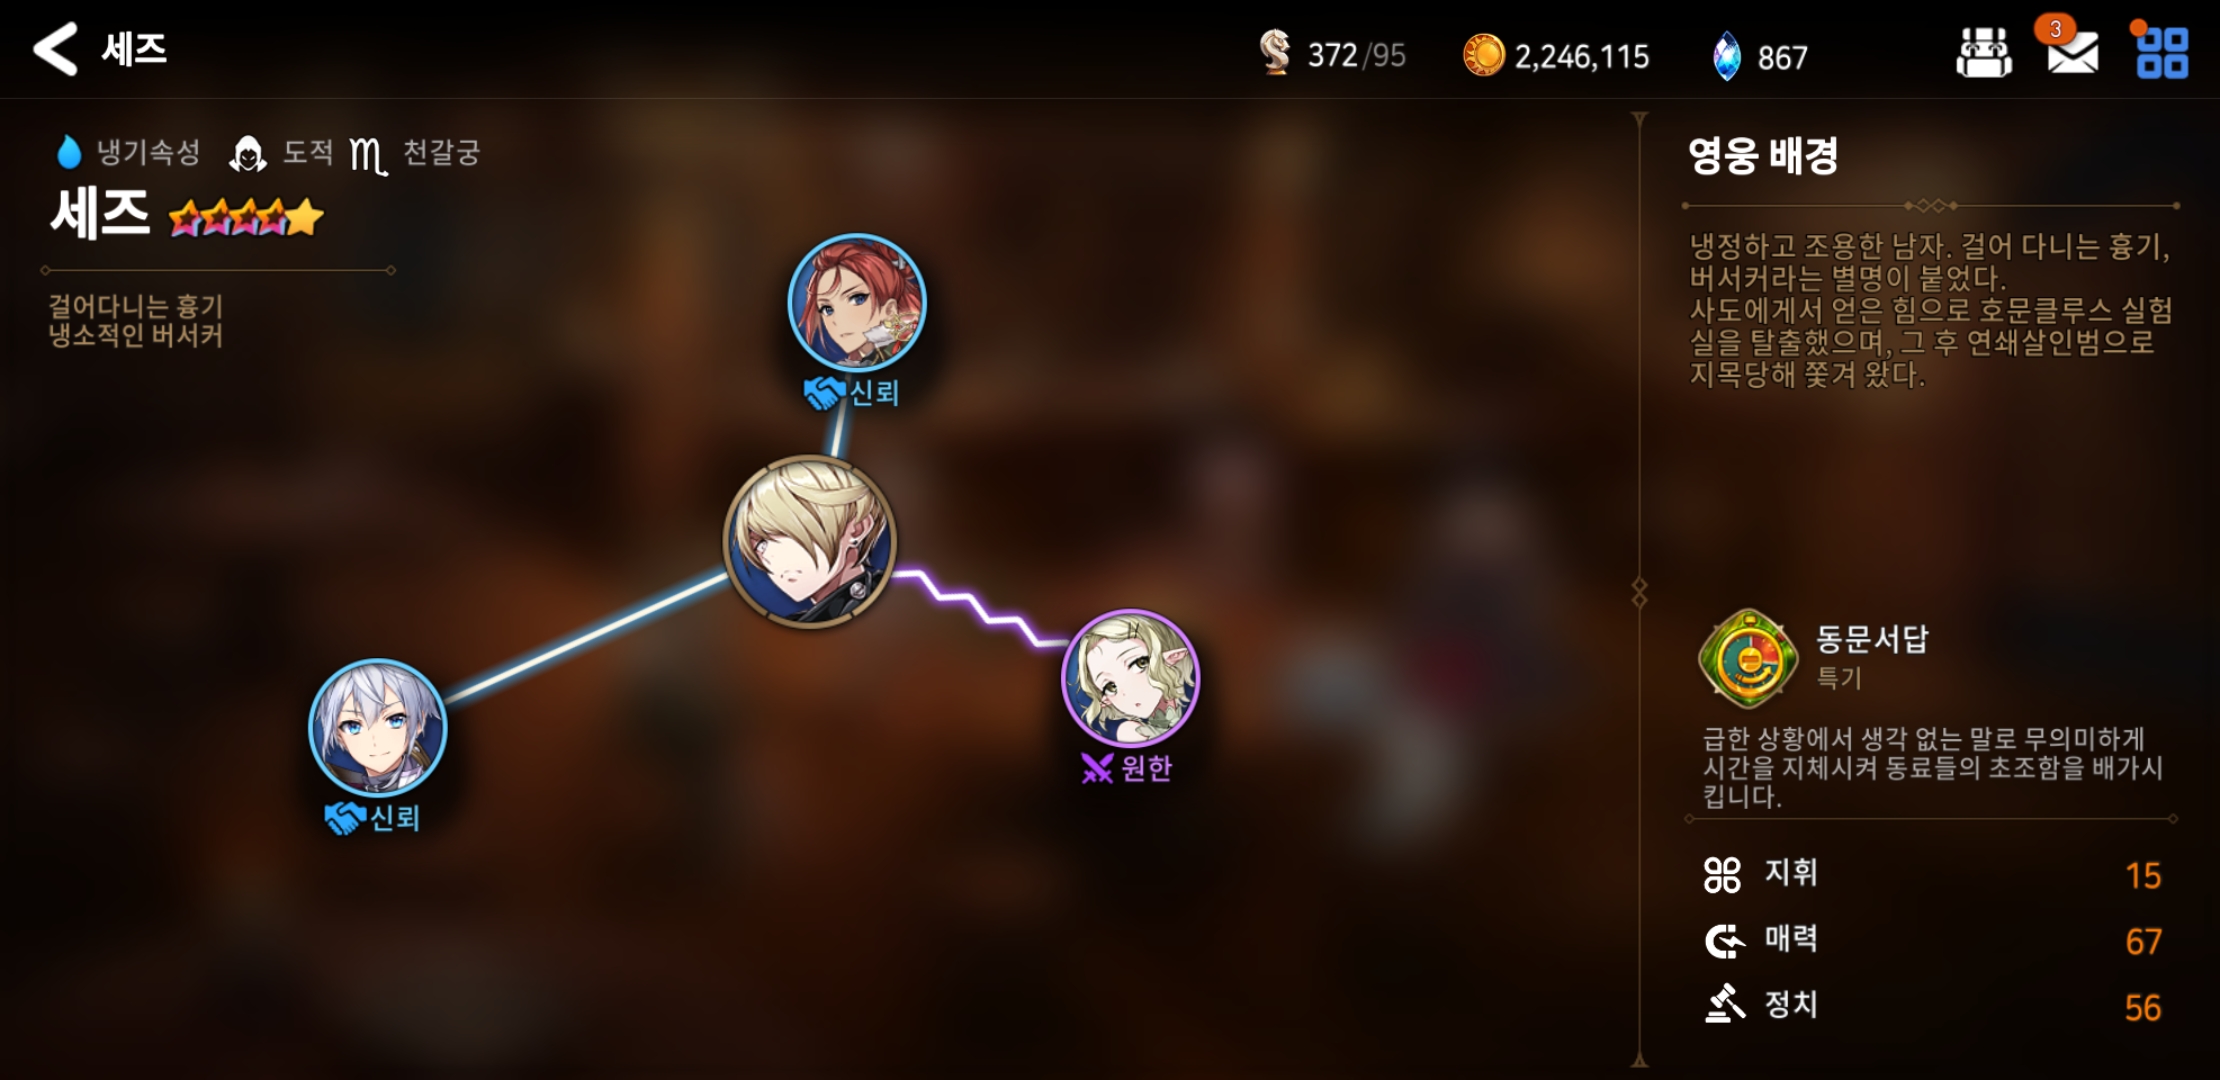 세즈
372/95
2,246,115
867
3
냉기속성 도적 천갈궁
세즈
걸어다니는 흉기
냉소적인 버서커
신뢰
신뢰
원한
영웅 배경
냉정하고 조용한 남자. 걸어 다니는 흉기,
버서커라는 별명이 붙었다.
사도에게서 얻은 힘으로 호문클루스 실험
실을 탈출했으며, 그 후 연쇄살인범으로
지목당해 쫓겨 왔다.
동문서답
특기
급한 상황에서 생각 없는 말로 무의미하게
시간을 지체시켜 동료들의 초조함을 배가시
킵니다.
지휘 15
매력 67
정치 56